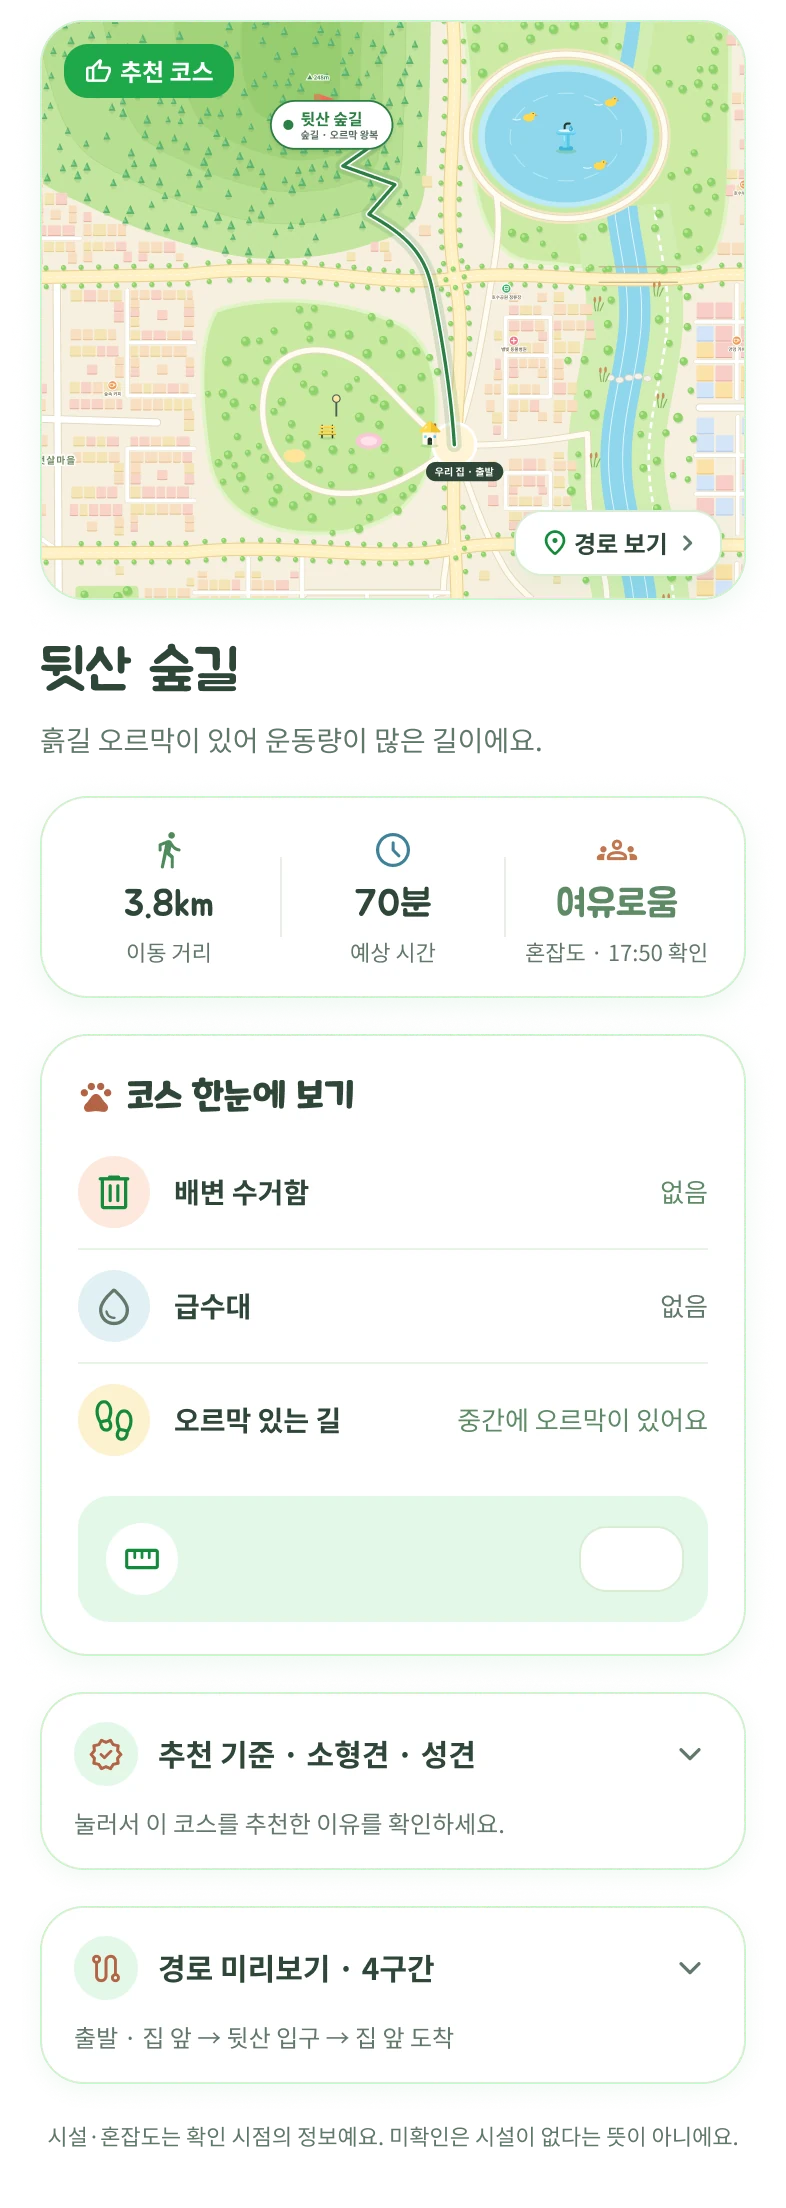 추천 코스
▲248m
뒷산 숲길
숲길 · 오르막 왕복
우리 집 · 출발
경로 보기
뒷산 숲길
흙길 오르막이 있어 운동량이 많은 길이에요.
3.8km
70분
여유로움
이동 거리
예상 시간
혼잡도 · 17:50 확인
코스 한눈에 보기
배변 수거함
없음
급수대
없음
오르막 있는 길
중간에 오르막이 있어요
추천 기준 · 소형견 · 성견
눌러서 이 코스를 추천한 이유를 확인하세요.
경로 미리보기 · 4구간
출발 · 집 앞 → 뒷산 입구 → 집 앞 도착
시설·혼잡도는 확인 시점의 정보예요. 미확인은 시설이 없다는 뜻이 아니에요.